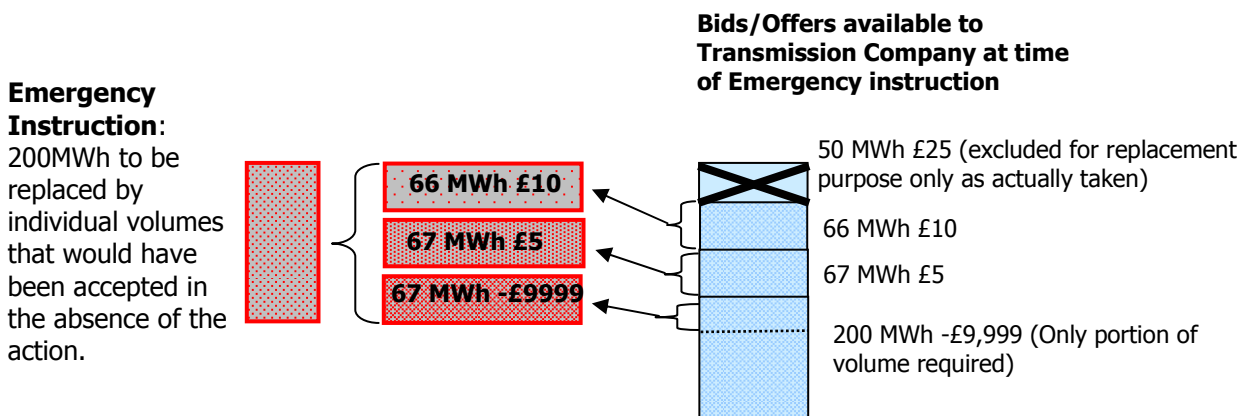 Bids/Offers available to
Transmission Company at time
of Emergency instruction
Emergency
Instruction:
200MWh to be
replaced by
individual volumes
that would have
been accepted in
the absence of the
action.
66 MWh £10
67 MWh £5
67 MWh -£9999
50 MWh £25 (excluded for replacement
purpose only as actually taken)
66 MWh £10
67 MWh £5
200 MWh -£9,999 (Only portion of
volume required)